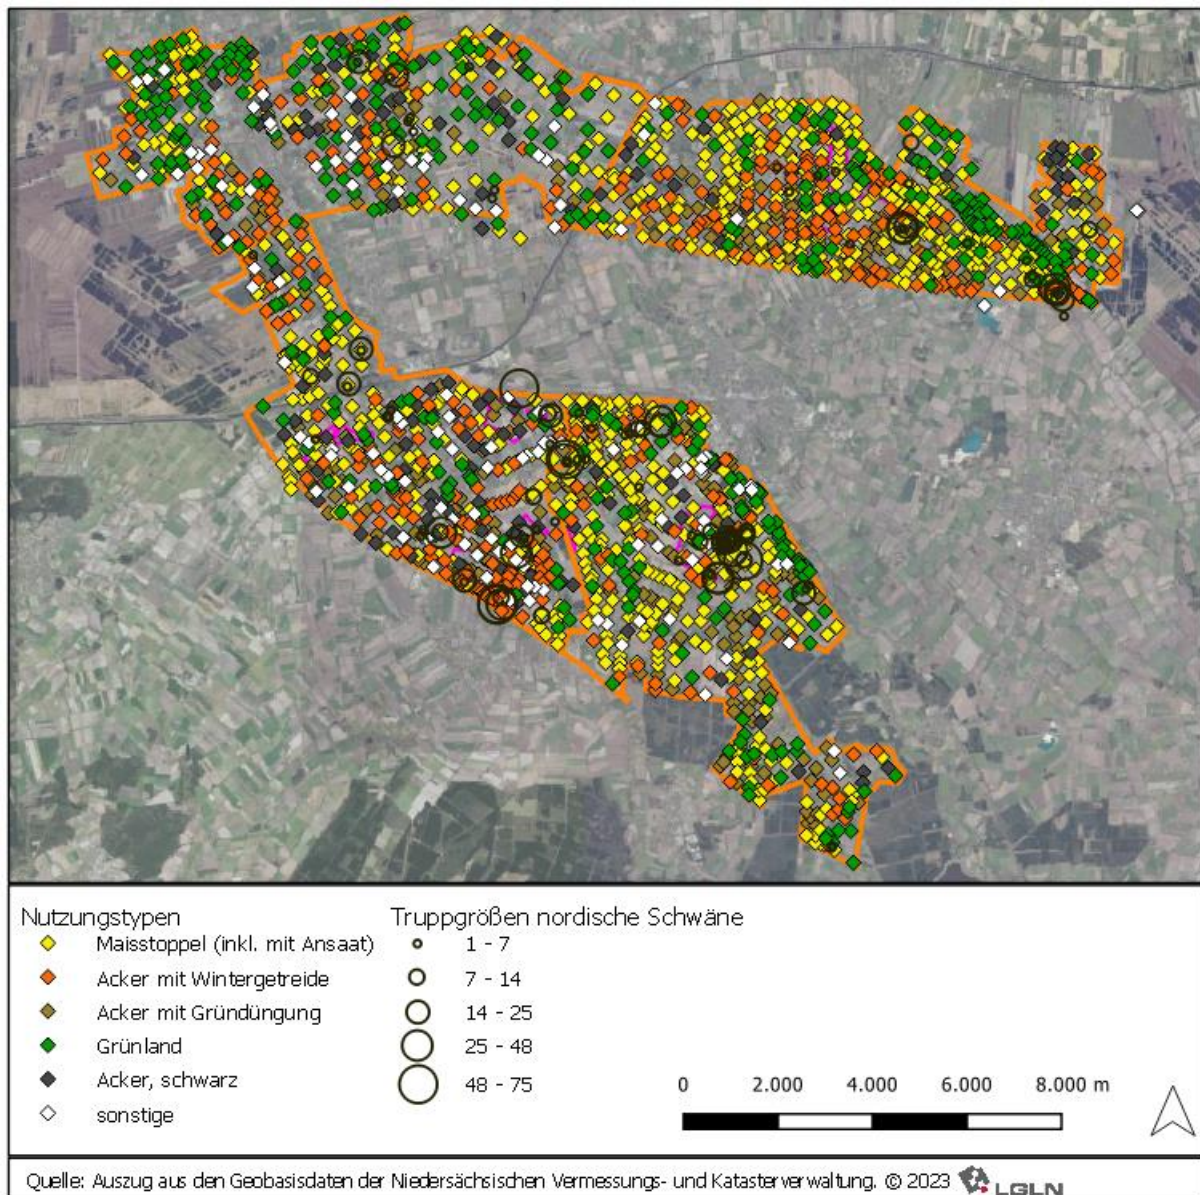 Nutzungstypen
Maisstoppel (inkl. mit Ansaat)
Acker mit Wintergetreide
Acker mit Gründüngung
Grünland
Acker, schwarz
sonstige
Truppgrößen nordische Schwäne
1 - 7
7 - 14
14 - 25
25 - 48
48 - 75
0 2.000 4.000 6.000 8.000 m
Quelle: Auszug aus den Geobasisdaten der Niedersächsischen Vermessungs- und Katasterverwaltung. © 2023 LGLN